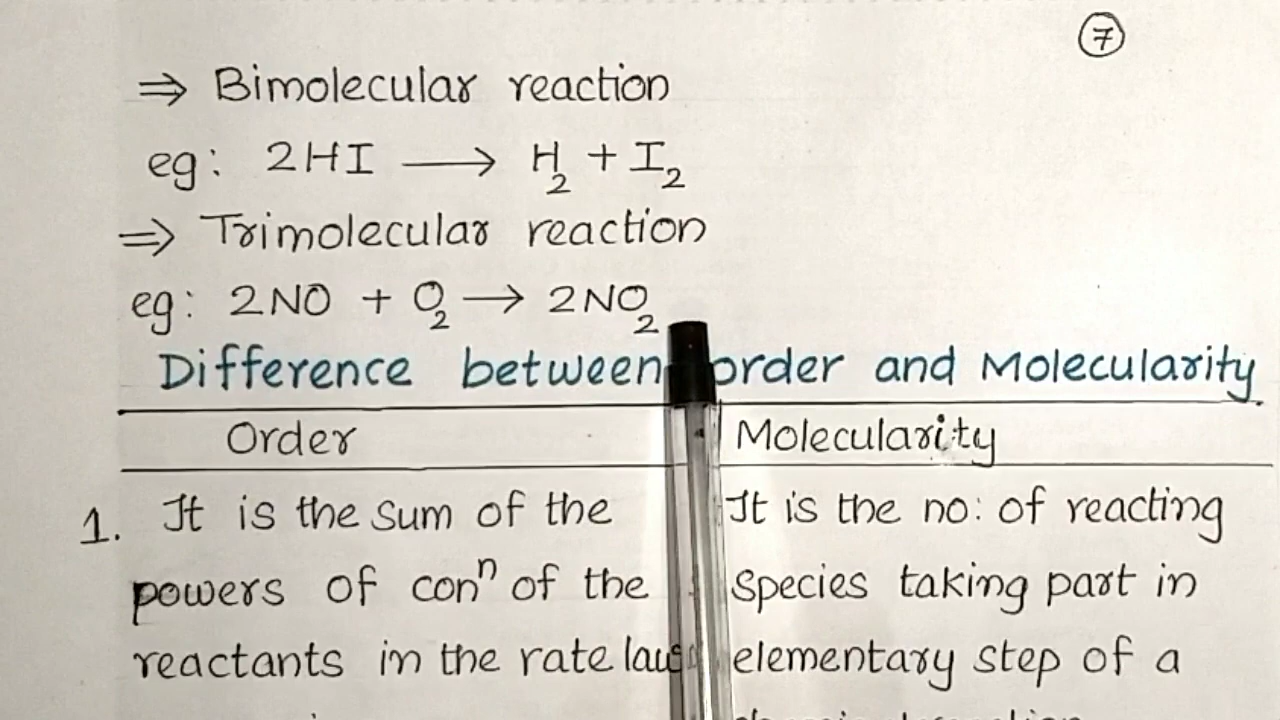 7
⇒ Bimolecular reaction
eg: 2HI ⟶ H₂ + I₂
⇒ Trimolecular reaction
eg: 2NO + O₂ ⟶ 2NO₂
Difference between order and Molecularity
Order Molecularity
1. It is the sum of the It is the no: of reacting
powers of conⁿ of the species taking part in
reactants in the rate law elementary step of a